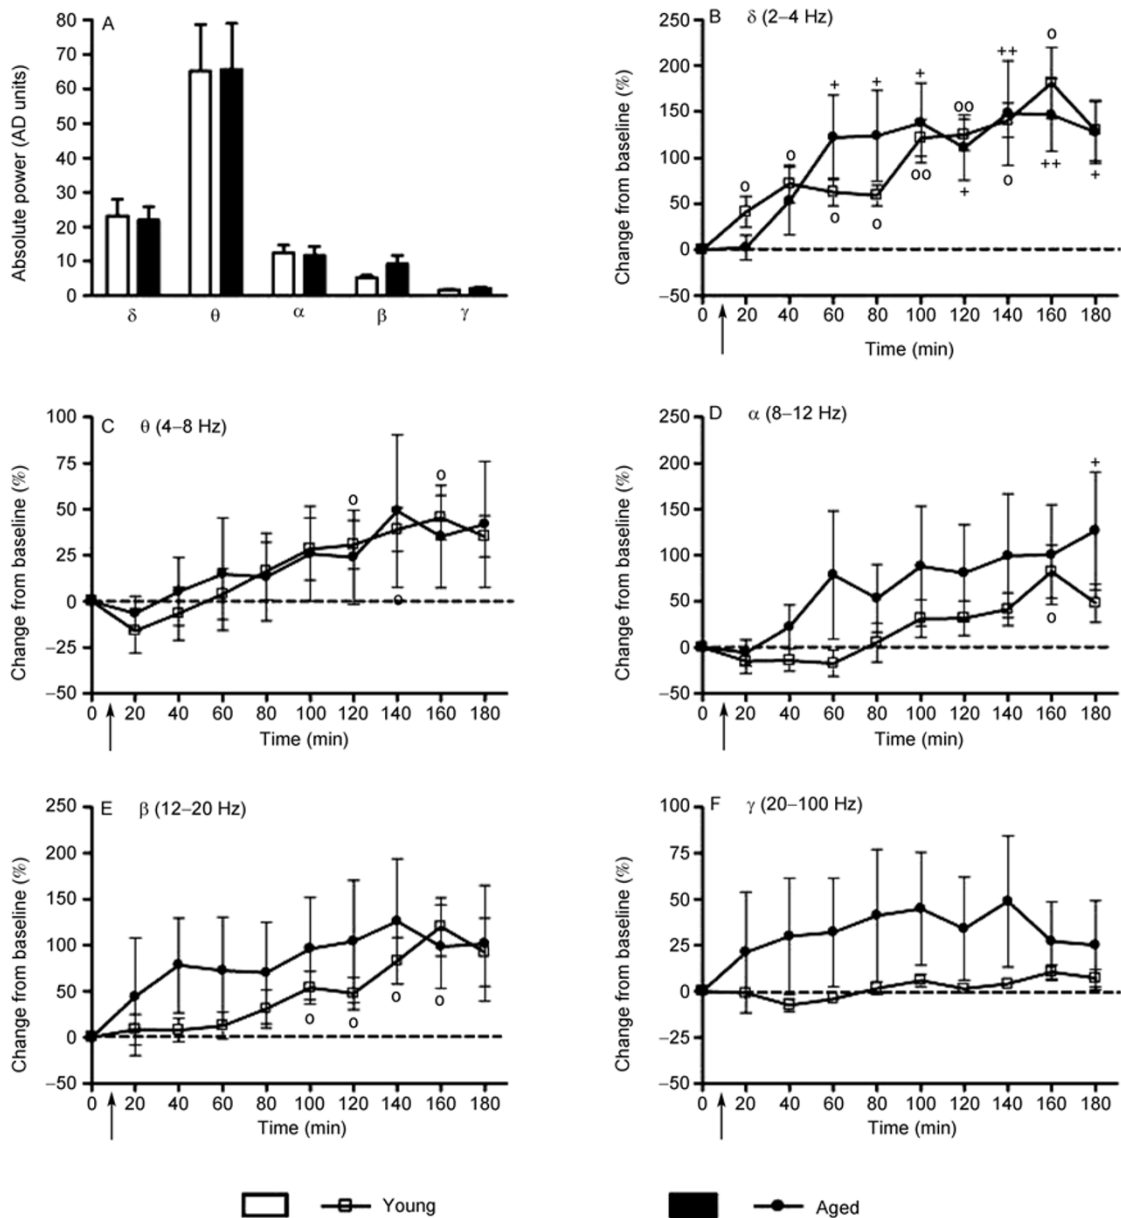 A
Absolute power (AD units)
80
70
60
50
40
30
20
10
0
δ θ α β γ
B δ (2–4 Hz)
Change from baseline (%)
250
200
150
100
50
0
−50
o + + + oo ++ o
o o o o oo + o ++ +
0 20 40 60 80 100 120 140 160 180
Time (min)
C θ (4–8 Hz)
Change from baseline (%)
100
75
50
25
0
−25
−50
o o
o
0 20 40 60 80 100 120 140 160 180
Time (min)
D α (8–12 Hz)
Change from baseline (%)
250
200
150
100
50
0
−50
+
o
0 20 40 60 80 100 120 140 160 180
Time (min)
E β (12–20 Hz)
Change from baseline (%)
250
200
150
100
50
0
−50
o o o o
0 20 40 60 80 100 120 140 160 180
Time (min)
F γ (20–100 Hz)
Change from baseline (%)
100
75
50
25
0
−25
−50
0 20 40 60 80 100 120 140 160 180
Time (min)
Young
Aged